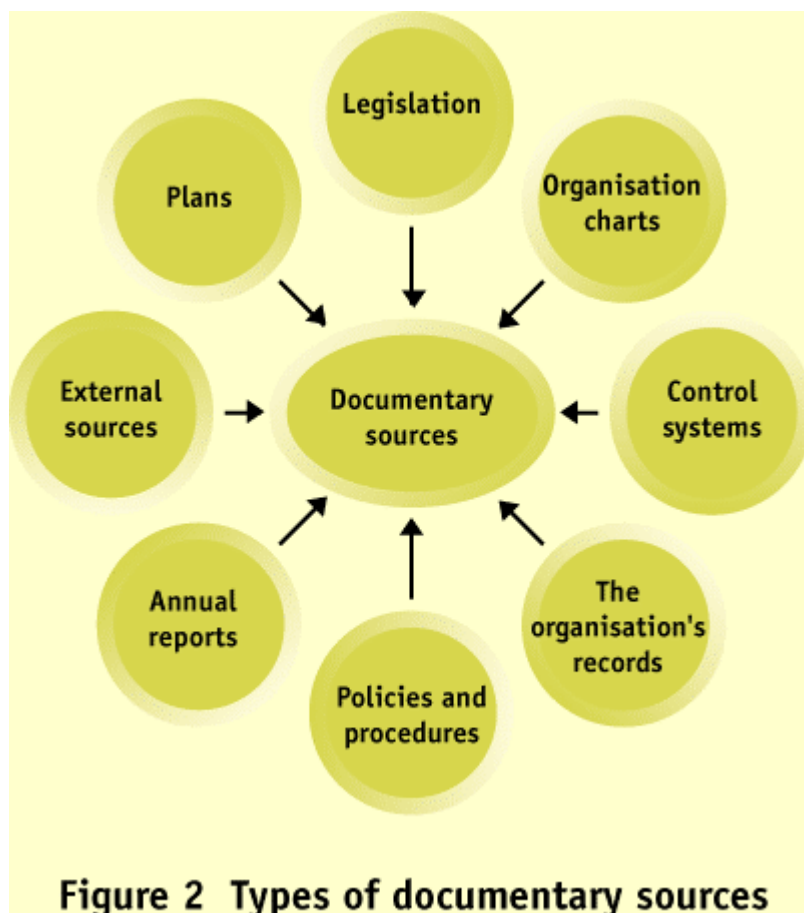 Legislation
Organisation
charts
Control
systems
The
organisation's
records
Policies and
procedures
Annual
reports
External
sources
Plans
Documentary
sources
Figure 2 Types of documentary sources